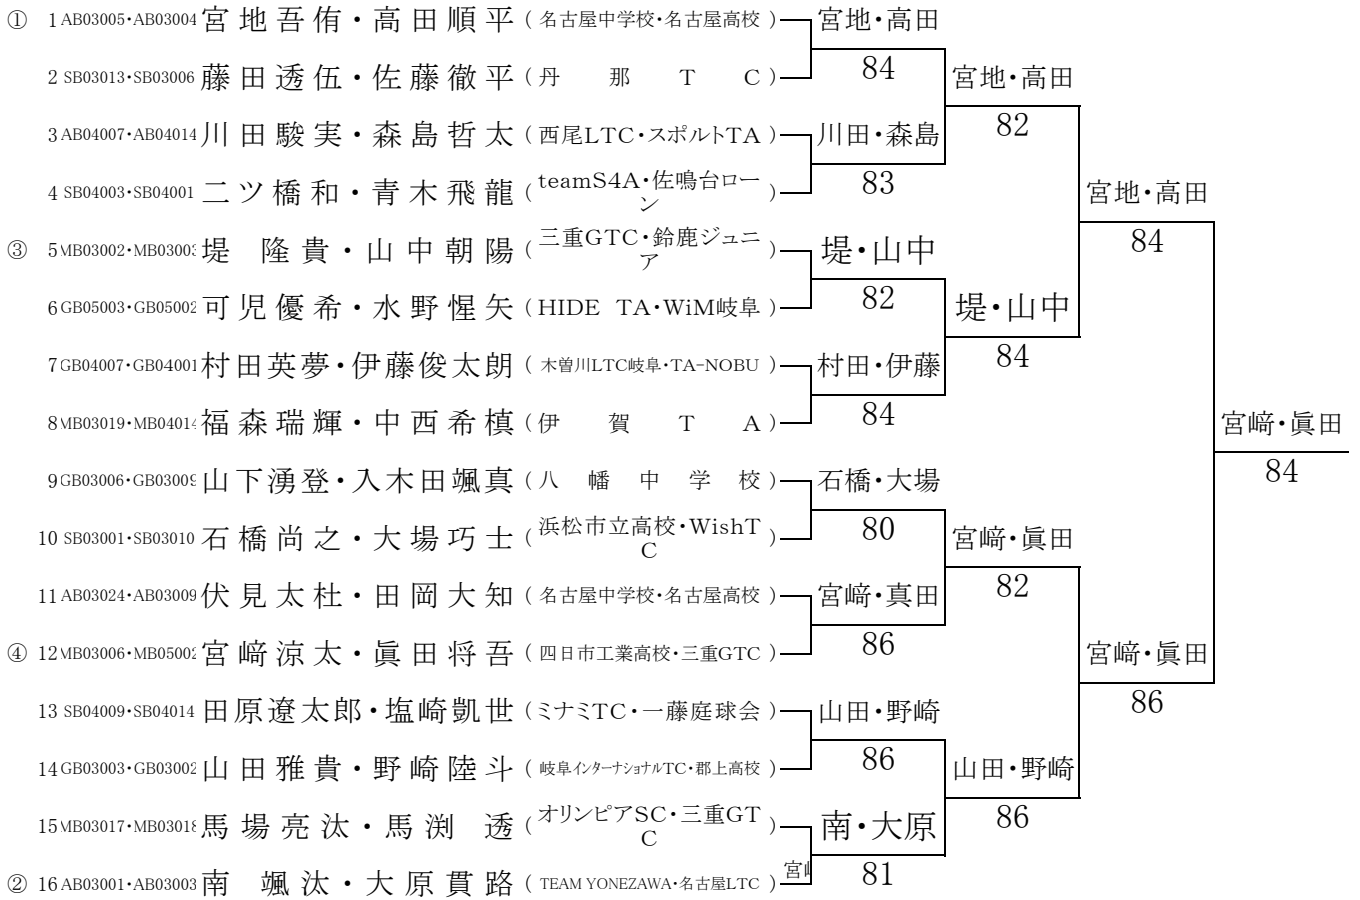 ① 1 AB03005・AB03004 宮地吾侑・高田順平 (名古屋中学校・名古屋高校) 宮地・高田
84
2 SB03013・SB03006 藤田透伍・佐藤徹平 (丹那TC) 宮地・高田
82
3 AB04007・AB04014 川田駿実・森島哲太 (西尾LTC・スポルトTA) 川田・森島
83
4 SB04003・SB04001 二ツ橋和・青木飛龍 (teamS4A・佐鳴台ローン) 宮地・高田
84
③ 5 MB03002・MB03003 堤 隆貴・山中朝陽 (三重GTC・鈴鹿ジュニア) 堤・山中
82
6 GB05003・GB05002 可児優希・水野惺矢 (HIDE TA・WiM岐阜) 堤・山中
84
7 GB04007・GB04001 村田英夢・伊藤俊太朗 (木曽川LTC岐阜・TA-NOBU) 村田・伊藤
84
8 MB03019・MB04014 福森瑞輝・中西希槙 (伊賀TA) 宮﨑・眞田
84
9 GB03006・GB03009 山下湧登・入木田颯真 (八幡中学校) 石橋・大場
80
10 SB03001・SB03010 石橋尚之・大場巧士 (浜松市立高校・WishTC) 宮﨑・眞田
82
11 AB03024・AB03009 伏見太杜・田岡大知 (名古屋中学校・名古屋高校) 宮﨑・真田
86
④ 12 MB03006・MB05002 宮﨑涼太・眞田将吾 (四日市工業高校・三重GTC) 宮﨑・眞田
86
13 SB04009・SB04014 田原遼太郎・塩崎凱世 (ミナミTC・一藤庭球会) 山田・野崎
86
14 GB03003・GB03002 山田雅貴・野崎陸斗 (岐阜インターナショナルTC・郡上高校) 山田・野崎
86
15 MB03017・MB03018 馬場亮汰・馬渕 透 (オリンピアSC・三重GTC) 南・大原
81
② 16 AB03001・AB03003 南 颯汰・大原貫路 (TEAM YONEZAWA・名古屋LTC) 宮